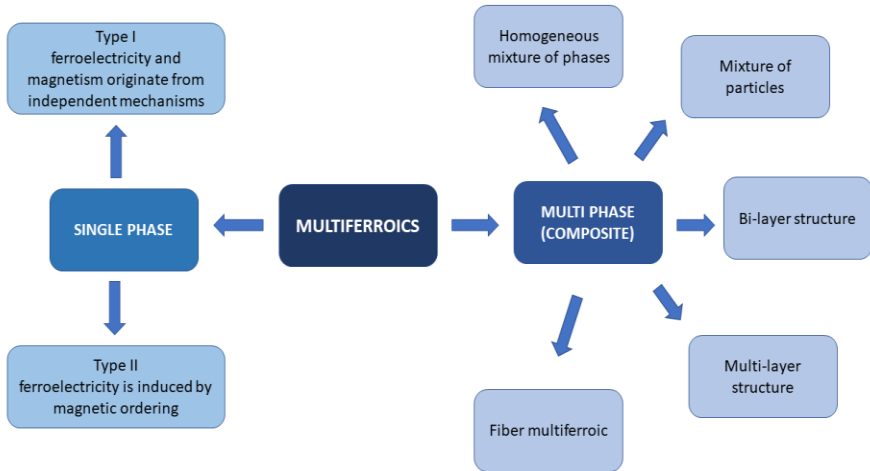 Type I
ferroelectricity and
magnetism originate from
independent mechanisms
Homogeneous
mixture of phases
Mixture of
particles
SINGLE PHASE
MULTIFERROICS
MULTI PHASE
(COMPOSITE)
Bi-layer structure
Type II
ferroelectricity is induced by
magnetic ordering
Multi-layer
structure
Fiber multiferroic